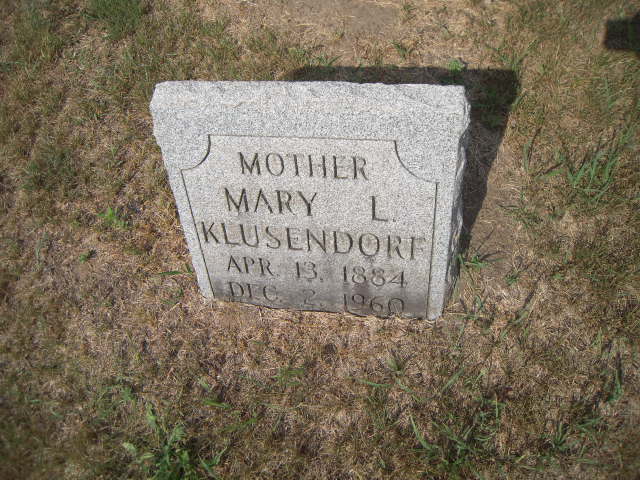 MOTHER
MARY L.
KLUSENDORF
APR. 13, 1884
DEC. 2, 1960